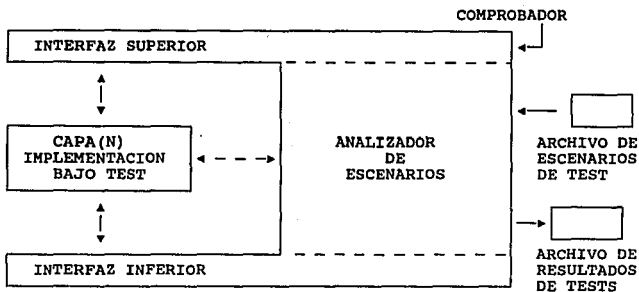 COMPROBADOR
INTERFAZ SUPERIOR
CAPA(N)
IMPLEMENTACION
BAJO TEST
ANALIZADOR
DE
ESCENARIOS
ARCHIVO DE
ESCENARIOS
DE TEST
ARCHIVO DE
RESULTADOS
DE TESTS
INTERFAZ INFERIOR